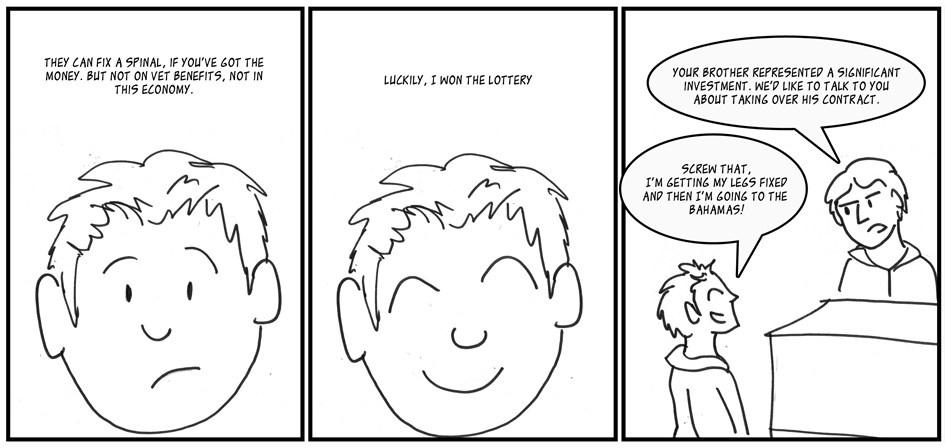 THEY CAN FIX A SPINAL, IF YOU'VE GOT THE
MONEY. BUT NOT ON VET BENEFITS, NOT IN
THIS ECONOMY.
LUCKILY, I WON THE LOTTERY
YOUR BROTHER REPRESENTED A SIGNIFICANT
INVESTMENT. WE'D LIKE TO TALK TO YOU
ABOUT TAKING OVER HIS CONTRACT.
SCREW THAT,
I'M GETTING MY LEGS FIXED
AND THEN I'M GOING TO THE
BAHAMAS!